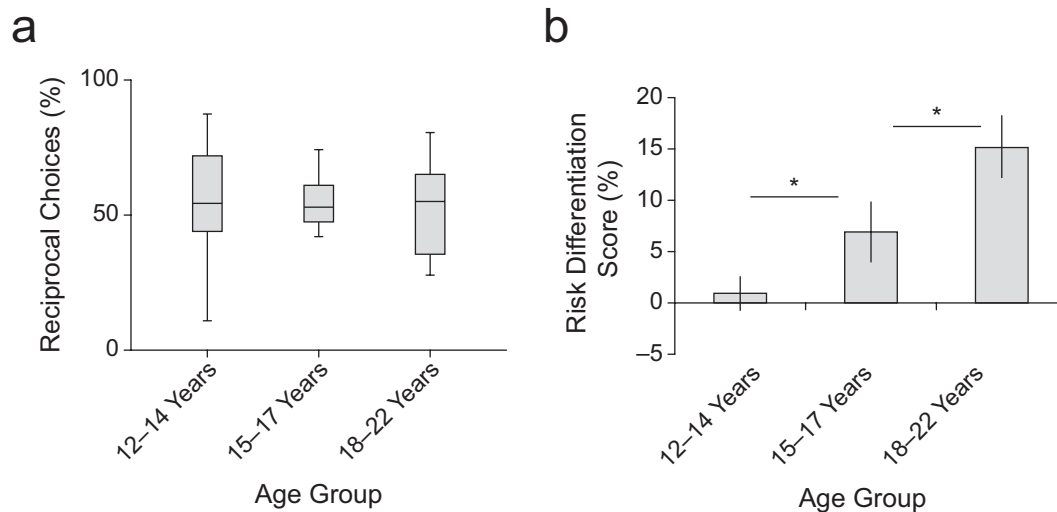 a
Reciprocal Choices (%)
100
50
0
12–14 Years
15–17 Years
18–22 Years
Age Group
b
Risk Differentiation
Score (%)
20
15
10
5
0
–5
*
*
12–14 Years
15–17 Years
18–22 Years
Age Group